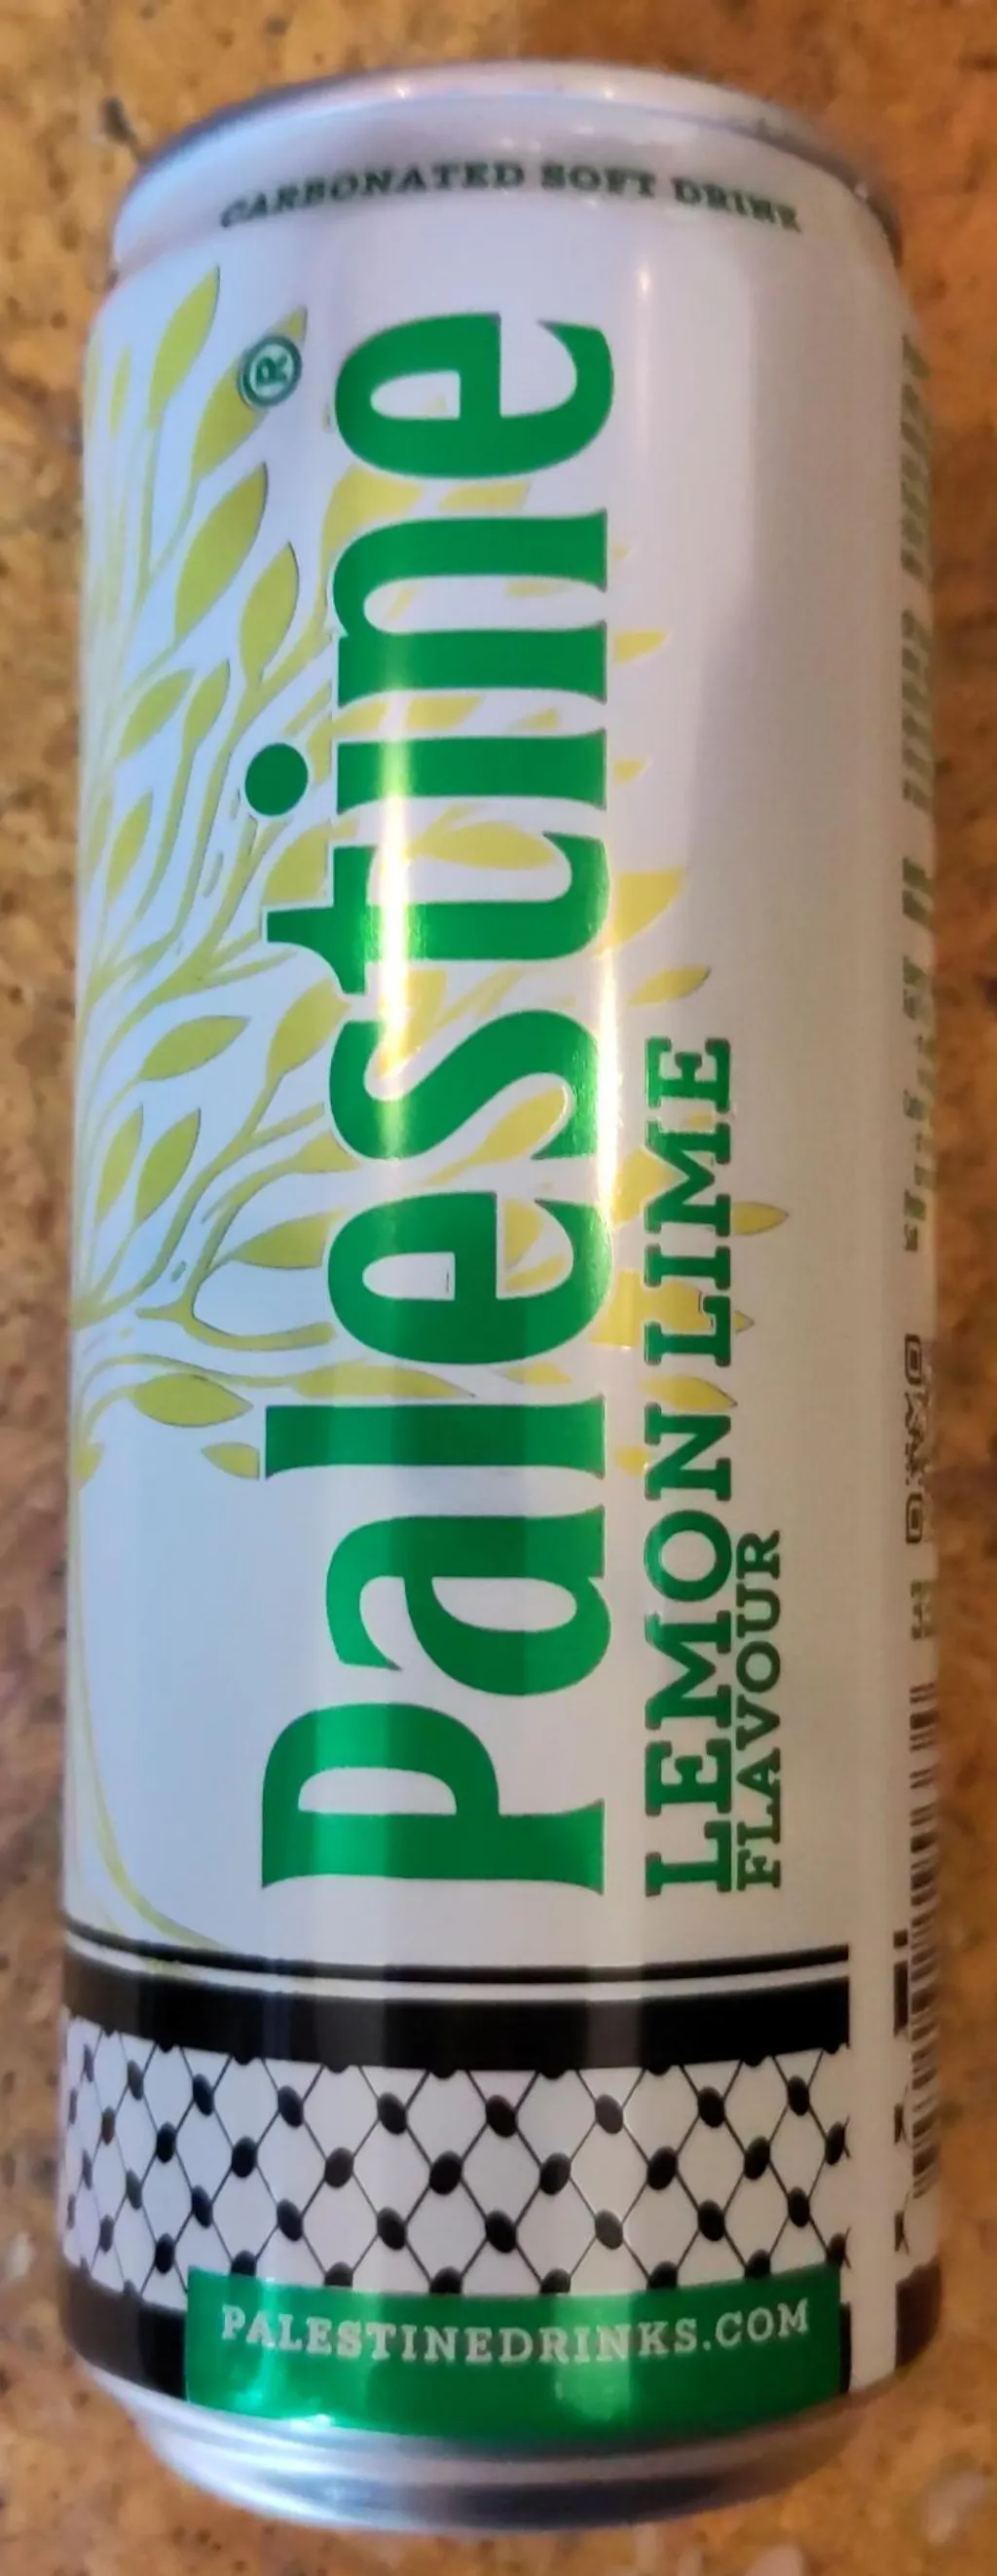 CARBONATED SOFT DRINK
Palestine®
LEMON LIME
FLAVOUR
PALESTINEDRINKS.COM